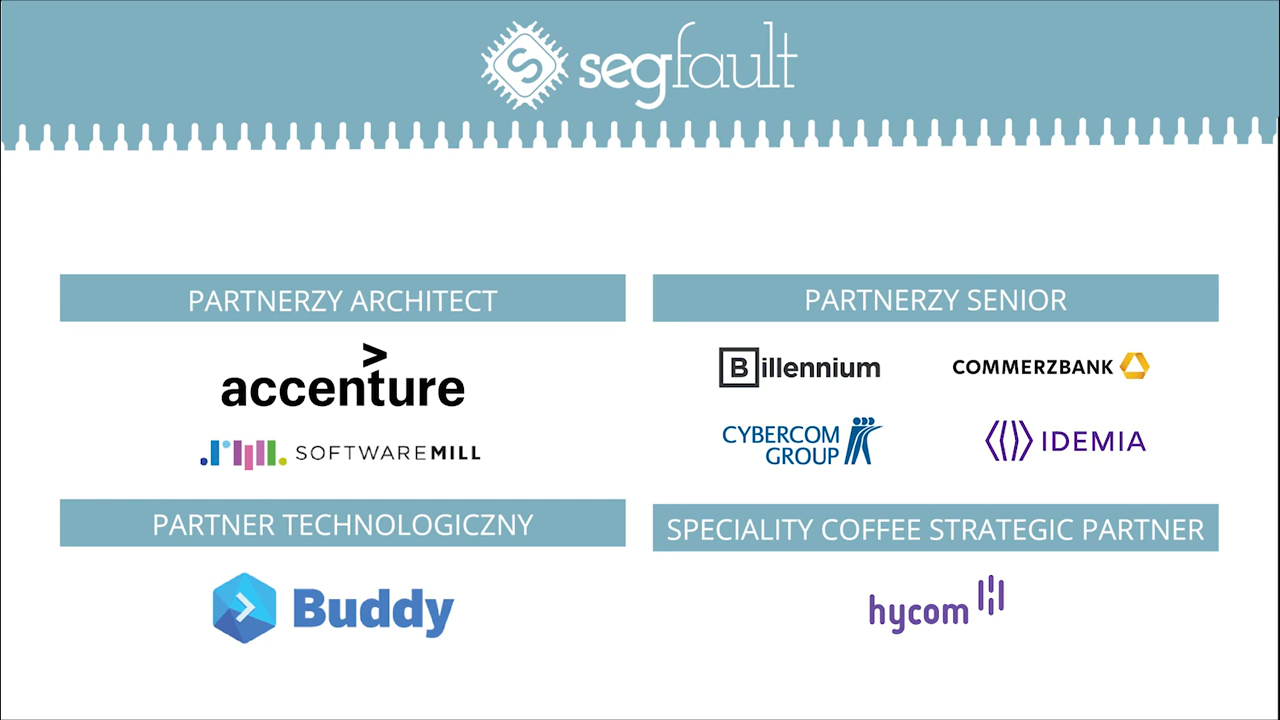 S segfault
PARTNERZY ARCHITECT
>
accenture
SOFTWAREMILL
PARTNERZY SENIOR
Billennium
COMMERZBANK
CYBERCOM
GROUP
IDEMIA
PARTNER TECHNOLOGICZNY
Buddy
SPECIALITY COFFEE STRATEGIC PARTNER
hycom